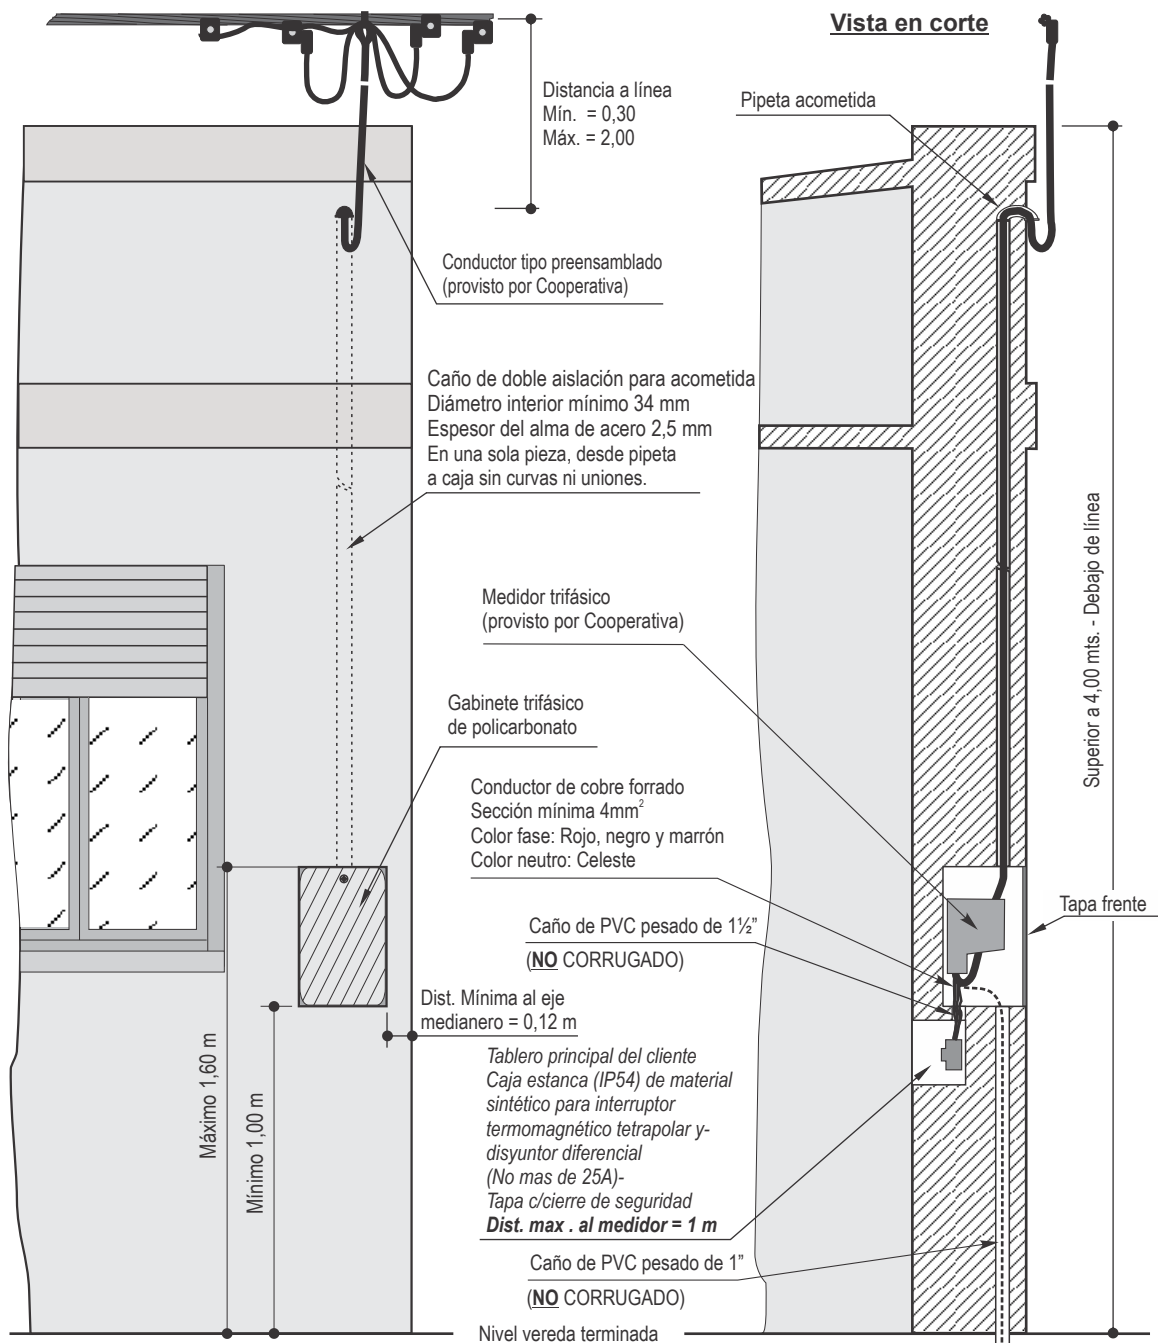 Vista en corte
Distancia a línea
Mín. = 0,30
Máx. = 2,00
Pipeta acometida
Conductor tipo preensamblado
(provisto por Cooperativa)
Caño de doble aislación para acometida
Diámetro interior mínimo 34 mm
Espesor del alma de acero 2,5 mm
En una sola pieza, desde pipeta
a caja sin curvas ni uniones.
Superior a 4,00 mts. - Debajo de línea
Medidor trifásico
(provisto por Cooperativa)
Gabinete trifásico
de policarbonato
Conductor de cobre forrado
Sección mínima 4mm²
Color fase: Rojo, negro y marrón
Color neutro: Celeste
Tapa frente
Caño de PVC pesado de 1½”
(NO CORRUGADO)
Dist. Mínima al eje
medianero = 0,12 m
Máximo 1,60 m
Mínimo 1,00 m
Tablero principal del cliente
Caja estanca (IP54) de material
sintético para interruptor
termomagnético tetrapolar y-
disyuntor diferencial
(No mas de 25A)-
Tapa c/cierre de seguridad
Dist. max . al medidor = 1 m
Caño de PVC pesado de 1”
(NO CORRUGADO)
Nivel vereda terminada